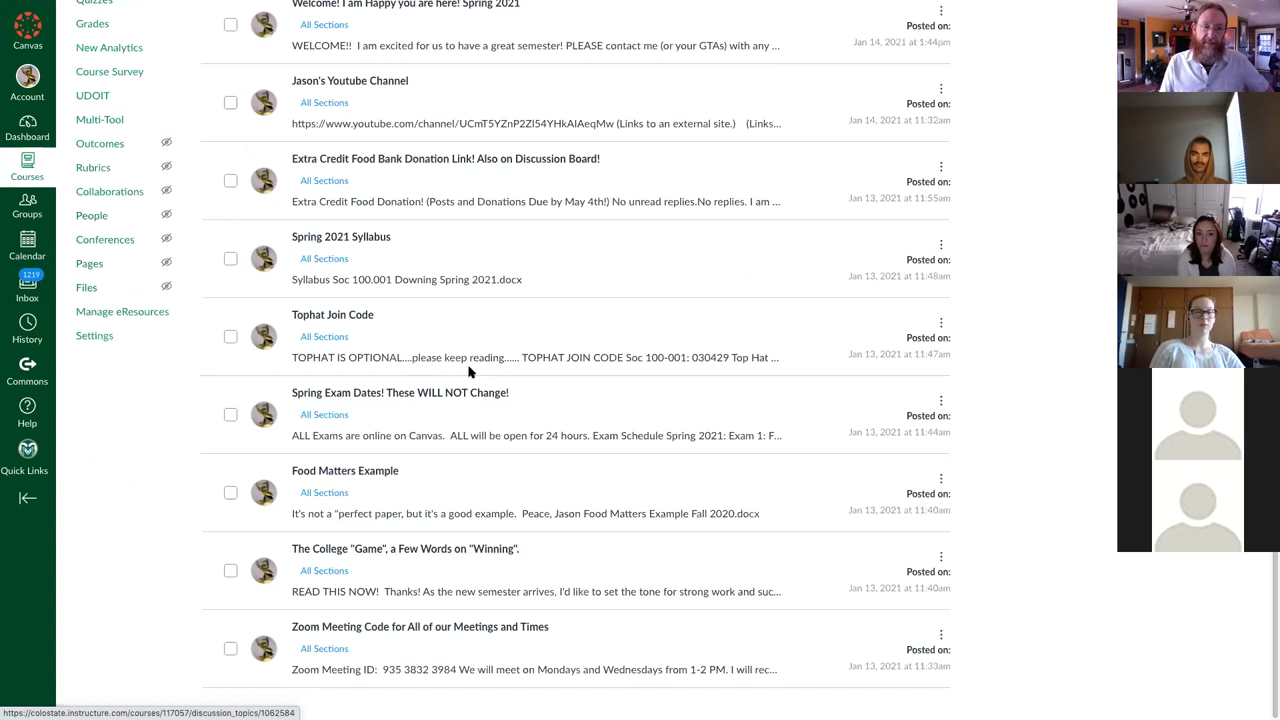 Canvas
Account
Dashboard
Courses
Groups
Calendar
1219
Inbox
History
Commons
Help
Quick Links
Quizzes
Grades
New Analytics
Course Survey
UDOIT
Multi-Tool
Outcomes
Rubrics
Collaborations
People
Conferences
Pages
Files
Manage eResources
Settings
Welcome! I am Happy you are here! Spring 2021
All Sections
WELCOME!! I am excited for us to have a great semester! PLEASE contact me (or your GTAs) with any ...
Posted on:
Jan 14, 2021 at 1:44pm
Jason's Youtube Channel
All Sections
https://www.youtube.com/channel/UCmT5YZnP2Zl54YHkAIAeqMw (Links to an external site.) (Links...
Posted on:
Jan 14, 2021 at 11:32am
Extra Credit Food Bank Donation Link! Also on Discussion Board!
All Sections
Extra Credit Food Donation! (Posts and Donations Due by May 4th!) No unread replies.No replies. I am ...
Posted on:
Jan 13, 2021 at 11:55am
Spring 2021 Syllabus
All Sections
Syllabus Soc 100.001 Downing Spring 2021.docx
Posted on:
Jan 13, 2021 at 11:48am
Tophat Join Code
All Sections
TOPHAT IS OPTIONAL....please keep reading...... TOPHAT JOIN CODE Soc 100-001: 030429 Top Hat ...
Posted on:
Jan 13, 2021 at 11:47am
Spring Exam Dates! These WILL NOT Change!
All Sections
ALL Exams are online on Canvas. ALL will be open for 24 hours. Exam Schedule Spring 2021: Exam 1: F...
Posted on:
Jan 13, 2021 at 11:44am
Food Matters Example
All Sections
It's not a "perfect paper, but it's a good example. Peace, Jason Food Matters Example Fall 2020.docx
Posted on:
Jan 13, 2021 at 11:40am
The College "Game", a Few Words on "Winning".
All Sections
READ THIS NOW! Thanks! As the new semester arrives, I'd like to set the tone for strong work and suc...
Posted on:
Jan 13, 2021 at 11:40am
Zoom Meeting Code for All of our Meetings and Times
All Sections
Zoom Meeting ID: 935 3832 3984 We will meet on Mondays and Wednesdays from 1-2 PM. I will rec...
Posted on:
Jan 13, 2021 at 11:33am
https://colostate.instructure.com/courses/117057/discussion_topics/1062584